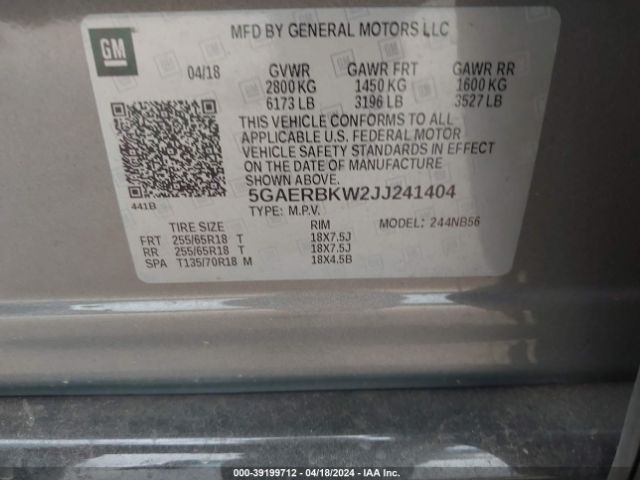 GM
MFD BY GENERAL MOTORS LLC
04/18 GVWR GAWR FRT GAWR RR
2800 KG 1450 KG 1600 KG
6173 LB 3196 LB 3527 LB
THIS VEHICLE CONFORMS TO ALL
APPLICABLE U.S. FEDERAL MOTOR
VEHICLE SAFETY STANDARDS IN EFFECT
ON THE DATE OF MANUFACTURE
SHOWN ABOVE.
441B
5GAERBKW2JJ241404
TYPE: M.P.V. MODEL: 244NB56
TIRE SIZE RIM
FRT 255/65R18 T 18X7.5J
RR 255/65R18 T 18X7.5J
SPA T135/70R18 M 18X4.5B
000-39199712 - 04/18/2024 - IAA Inc.